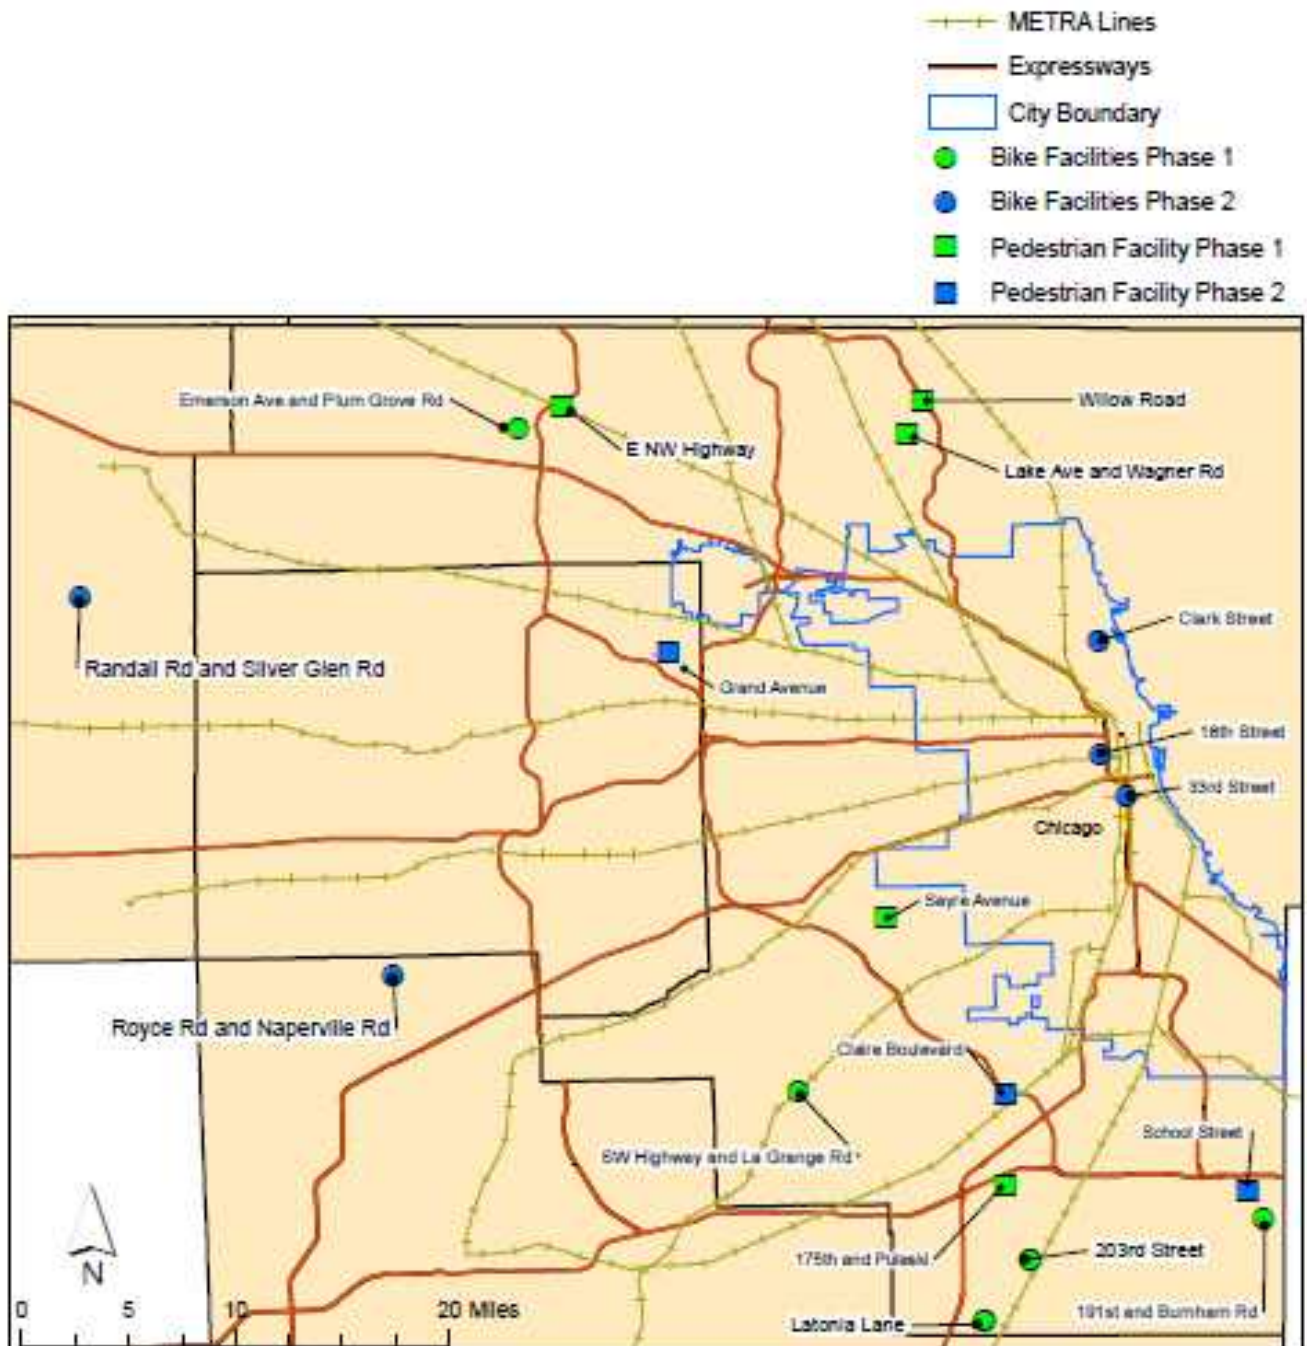 METRA Lines
Expressways
City Boundary
Bike Facilities Phase 1
Bike Facilities Phase 2
Pedestrian Facility Phase 1
Pedestrian Facility Phase 2
Emerson Ave and Plum Grove Rd
Willow Road
E NW Highway
Lake Ave and Wagner Rd
Clark Street
Randall Rd and Silver Glen Rd
Grand Avenue
18th Street
33rd Street
Chicago
Sayre Avenue
Royce Rd and Naperville Rd
Claire Boulevard
School Street
SW Highway and La Grange Rd
175th and Pulaski
203rd Street
N
0 5 10 20 Miles
191st and Burnham Rd
Latonia Lane